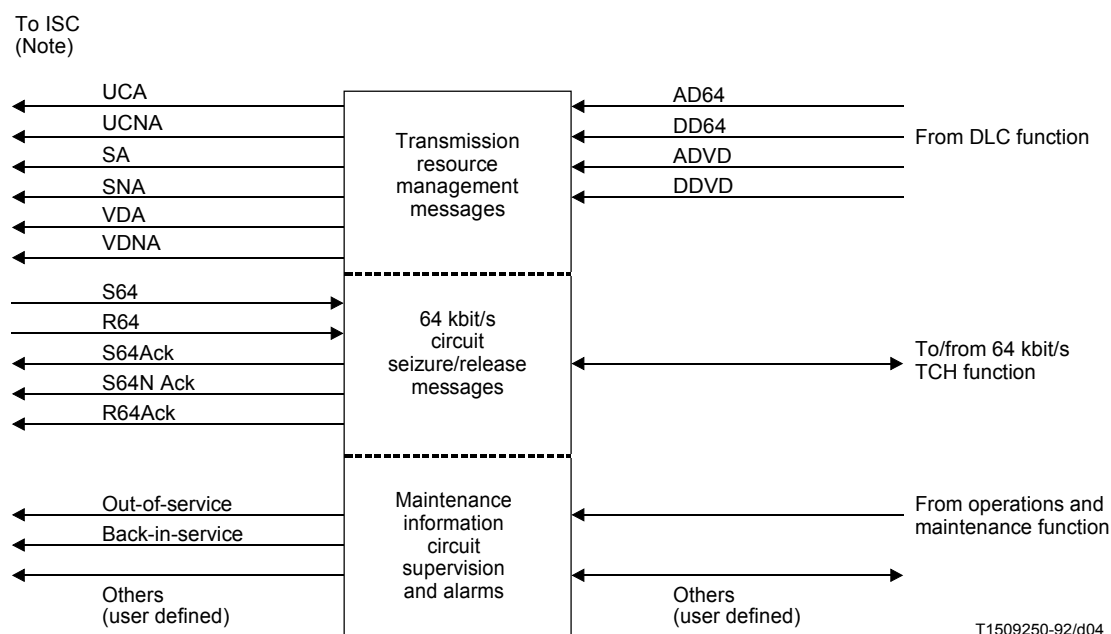 To ISC
(Note)
UCA
UCNA
SA
SNA
VDA
VDNA
Transmission
resource
management
messages
AD64
DD64
ADVD
DDVD
From DLC function
S64
R64
S64Ack
S64N Ack
R64Ack
64 kbit/s
circuit
seizure/release
messages
To/from 64 kbit/s
TCH function
Out-of-service
Back-in-service
Others
(user defined)
Maintenance
information
circuit
supervision
and alarms
Others
(user defined)
From operations and
maintenance function
T1509250-92/d04